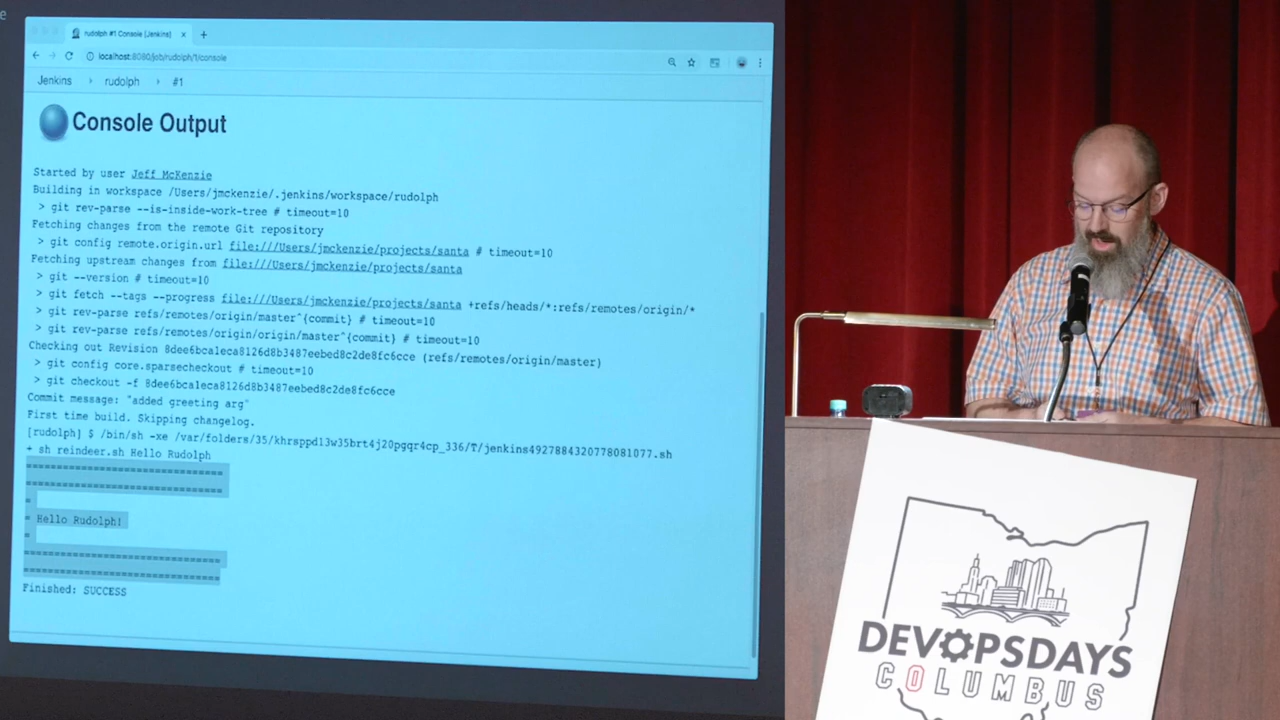 e
rudolph #1 Console [Jenkins]
localhost:8080/job/rudolph/1/console
Jenkins rudolph #1
Console Output
Started by user Jeff McKenzie
Building in workspace /Users/jmckenzie/.jenkins/workspace/rudolph
> git rev-parse --is-inside-work-tree # timeout=10
Fetching changes from the remote Git repository
> git config remote.origin.url file:///Users/jmckenzie/projects/santa # timeout=10
Fetching upstream changes from file:///Users/jmckenzie/projects/santa
> git --version # timeout=10
> git fetch --tags --progress file:///Users/jmckenzie/projects/santa +refs/heads/*:refs/remotes/origin/*
> git rev-parse refs/remotes/origin/master^{commit} # timeout=10
> git rev-parse refs/remotes/origin/origin/master^{commit} # timeout=10
Checking out Revision 8dee6bca1eca8126d8b3487eebed8c2de8fc6cce (refs/remotes/origin/master)
> git config core.sparsecheckout # timeout=10
> git checkout -f 8dee6bca1eca8126d8b3487eebed8c2de8fc6cce
Commit message: "added greeting arg"
First time build. Skipping changelog.
[rudolph] $ /bin/sh -xe /var/folders/35/khrsppdl3w35brt4j20pgqr4cp_336/T/jenkins4927884320778081077.sh
+ sh reindeer.sh Hello Rudolph
==============================
==============================
=
= Hello Rudolph!
=
==============================
==============================
Finished: SUCCESS
DEVOPSDAYS
COLUMBUS